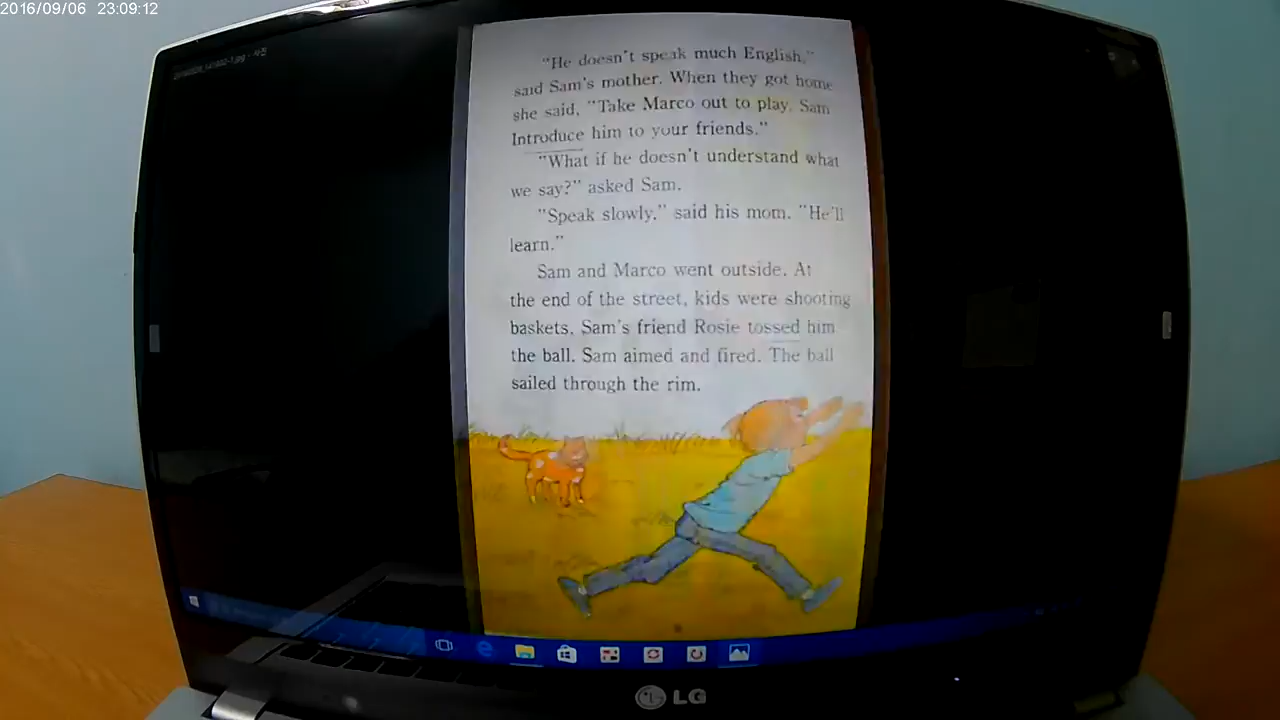 2016/09/06 23:09:12
"He doesn't speak much English,"
said Sam's mother. When they got home
she said, "Take Marco out to play, Sam
Introduce him to your friends."
"What if he doesn't understand what
we say?" asked Sam.
"Speak slowly," said his mom. "He'll
learn."
Sam and Marco went outside. At
the end of the street, kids were shooting
baskets. Sam's friend Rosie tossed him
the ball. Sam aimed and fired. The ball
sailed through the rim.
LG